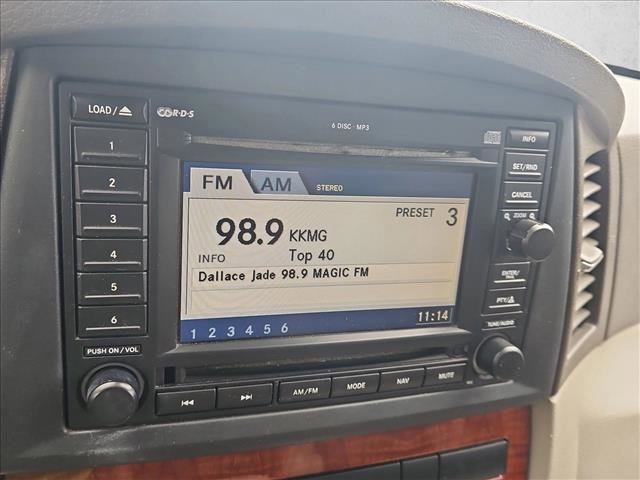 LOAD/
R·D·S
6 DISC · MP3
INFO
1
2
3
4
5
6
SET/RND
CANCEL
ZOOM
ENTER/
PTY/
TUNE/AUDIO
FM AM STEREO
PRESET 3
98.9 KKMG
INFO Top 40
Dallace Jade 98.9 MAGIC FM
1 2 3 4 5 6 11:14
PUSH ON/VOL
AM/FM MODE NAV MUTE